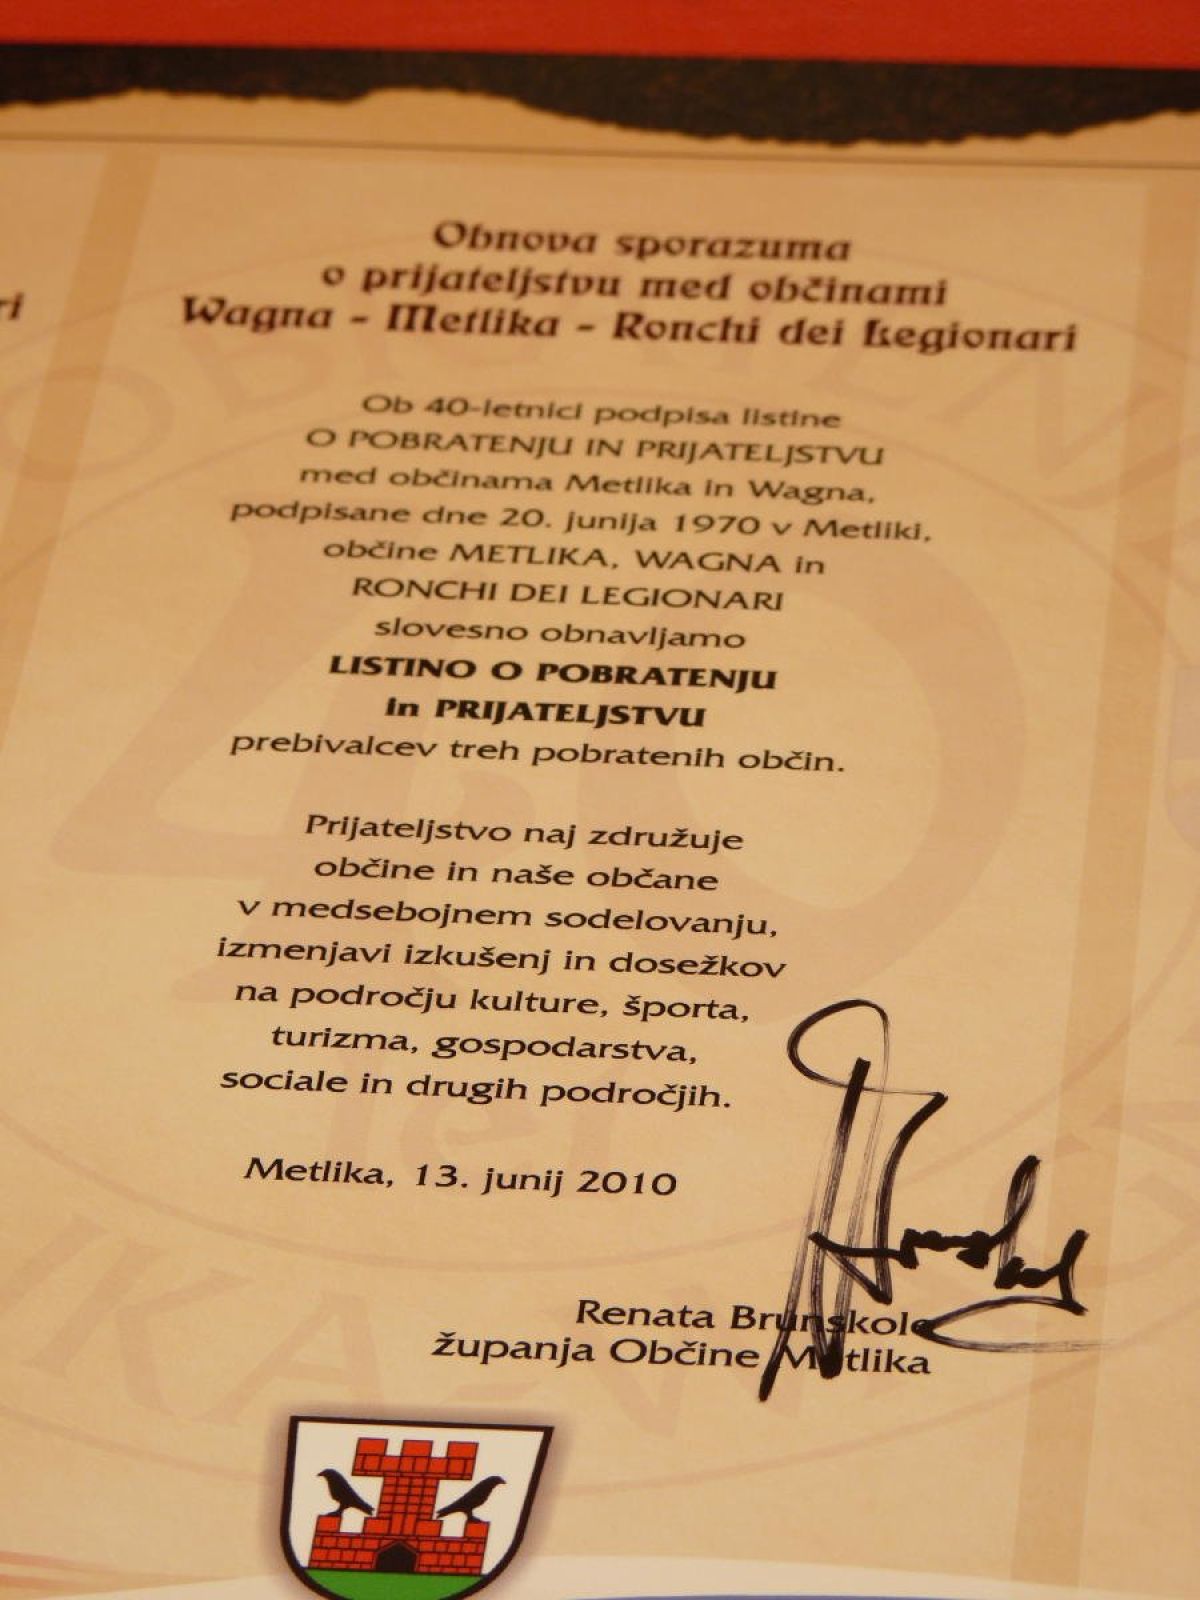 Obnova sporazuma
o prijateljstvu med občinami
Wagna - Metlika - Ronchi dei Legionari
Ob 40-letnici podpisa listine
O POBRATENJU IN PRIJATELJSTVU
med občinama Metlika in Wagna,
podpisane dne 20. junija 1970 v Metliki,
občine METLIKA, WAGNA in
RONCHI DEI LEGIONARI
slovesno obnavljamo
LISTINO O POBRATENJU
in PRIJATELJSTVU
prebivalcev treh pobratenih občin.
Prijateljstvo naj združuje
občine in naše občane
v medsebojnem sodelovanju,
izmenjavi izkušenj in dosežkov
na področju kulture, športa,
turizma, gospodarstva,
sociale in drugih področjih.
Metlika, 13. junij 2010
Renata Brunskole
županja Občine Metlika